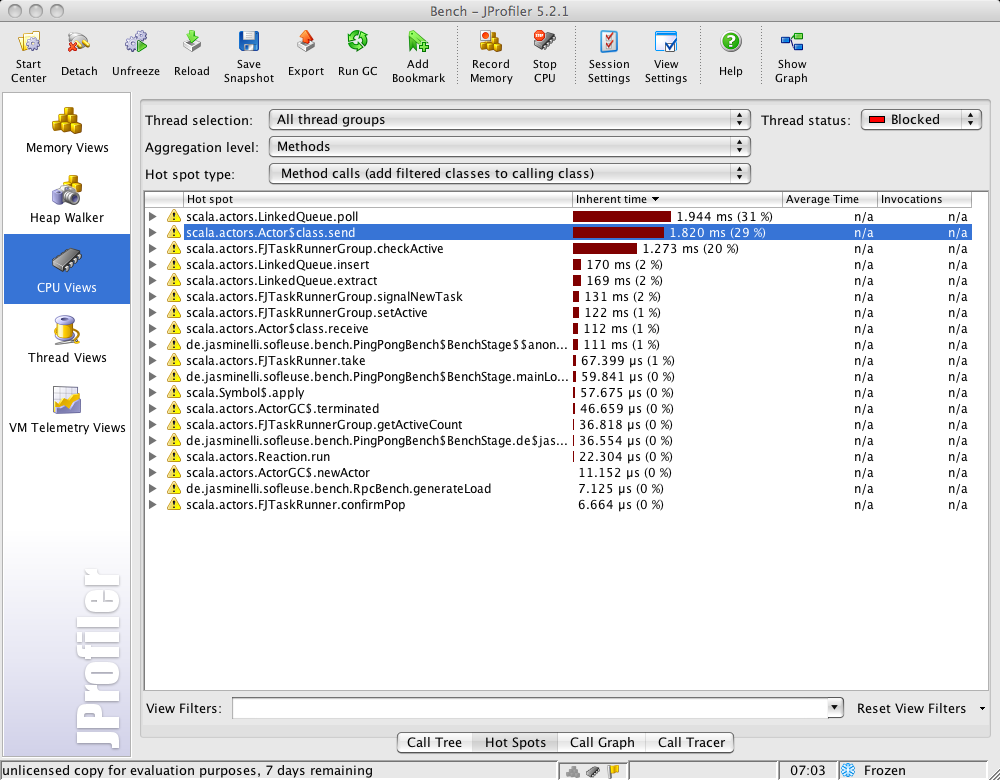 Bench - JProfiler 5.2.1
Start Center
Detach
Unfreeze
Reload
Save Snapshot
Export
Run GC
Add Bookmark
Record Memory
Stop CPU
Session Settings
View Settings
Help
Show Graph
Memory Views
Heap Walker
CPU Views
Thread Views
VM Telemetry Views
JProfiler
Thread selection: All thread groups Thread status: Blocked
Aggregation level: Methods
Hot spot type: Method calls (add filtered classes to calling class)
Hot spot Inherent time Average Time Invocations
scala.actors.LinkedQueue.poll 1.944 ms (31 %) n/a n/a
scala.actors.Actor$class.send 1.820 ms (29 %) n/a n/a
scala.actors.FJTaskRunnerGroup.checkActive 1.273 ms (20 %) n/a n/a
scala.actors.LinkedQueue.insert 170 ms (2 %) n/a n/a
scala.actors.LinkedQueue.extract 169 ms (2 %) n/a n/a
scala.actors.FJTaskRunnerGroup.signalNewTask 131 ms (2 %) n/a n/a
scala.actors.FJTaskRunnerGroup.setActive 122 ms (1 %) n/a n/a
scala.actors.Actor$class.receive 112 ms (1 %) n/a n/a
de.jasminelli.sofleuse.bench.PingPongBench$BenchStage$$anon... 111 ms (1 %) n/a n/a
scala.actors.FJTaskRunner.take 67.399 µs (1 %) n/a n/a
de.jasminelli.sofleuse.bench.PingPongBench$BenchStage.mainLo... 59.841 µs (0 %) n/a n/a
scala.Symbol$.apply 57.675 µs (0 %) n/a n/a
scala.actors.ActorGC$.terminated 46.659 µs (0 %) n/a n/a
scala.actors.FJTaskRunnerGroup.getActiveCount 36.818 µs (0 %) n/a n/a
de.jasminelli.sofleuse.bench.PingPongBench$BenchStage.de$jas... 36.554 µs (0 %) n/a n/a
scala.actors.Reaction.run 22.304 µs (0 %) n/a n/a
scala.actors.ActorGC$.newActor 11.152 µs (0 %) n/a n/a
de.jasminelli.sofleuse.bench.RpcBench.generateLoad 7.125 µs (0 %) n/a n/a
scala.actors.FJTaskRunner.confirmPop 6.664 µs (0 %) n/a n/a
View Filters: Reset View Filters
Call Tree Hot Spots Call Graph Call Tracer
unlicensed copy for evaluation purposes, 7 days remaining 07:03 Frozen